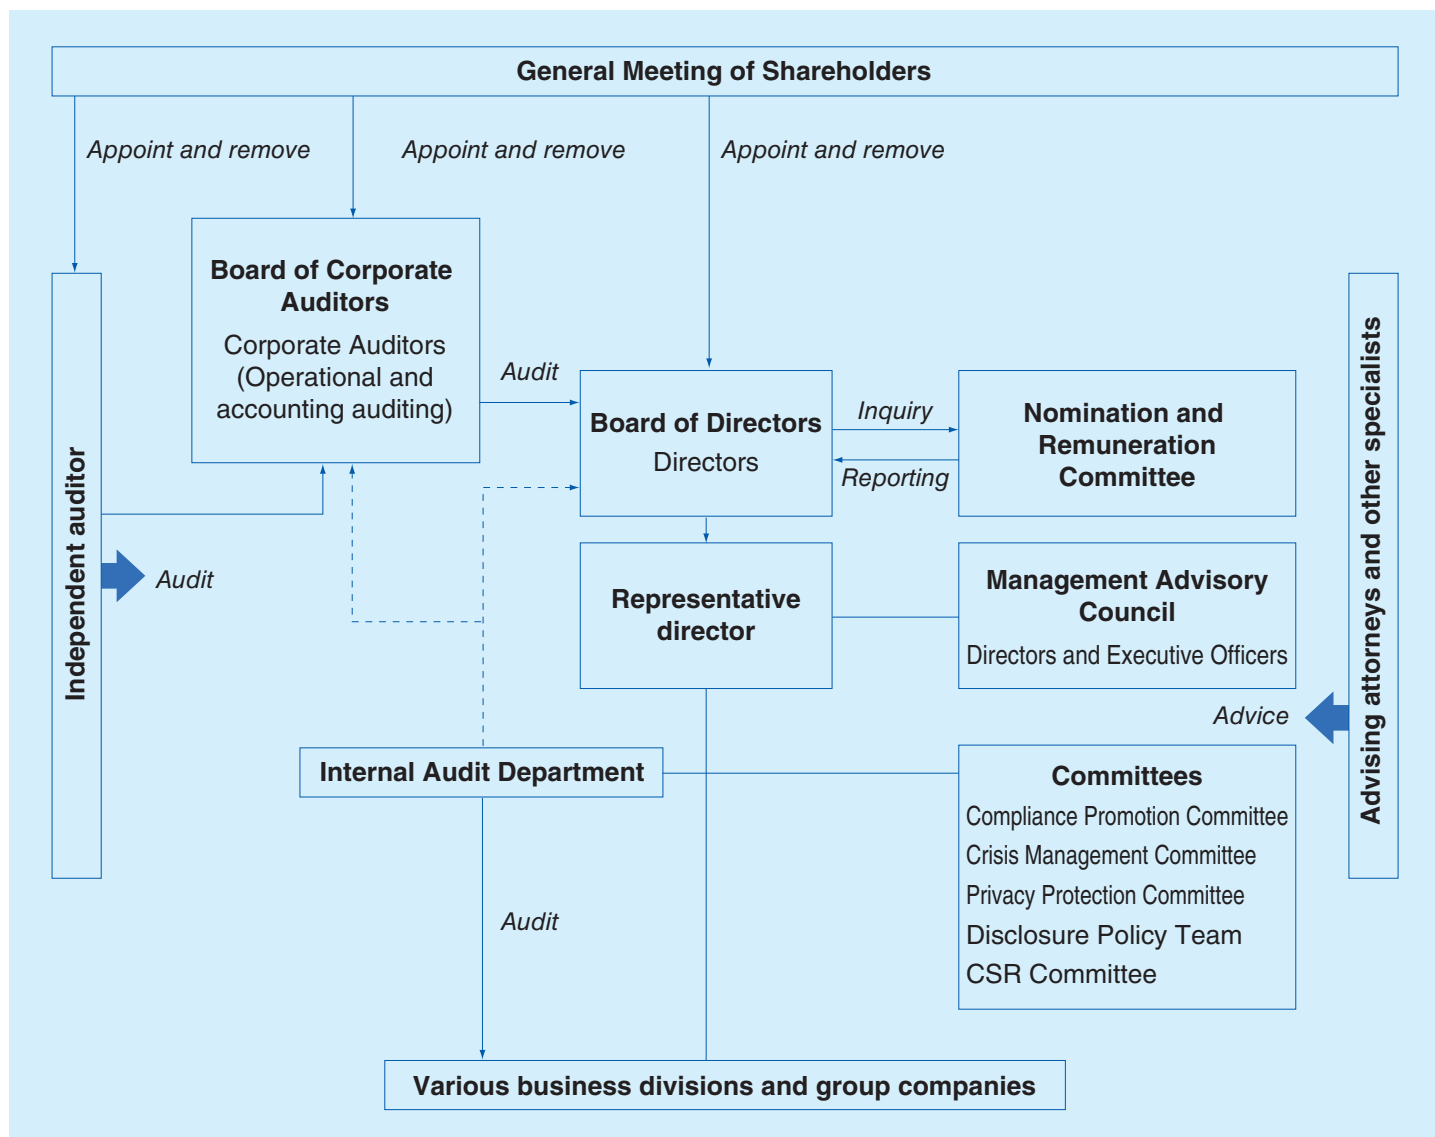 General Meeting of Shareholders
Appoint and remove
Appoint and remove
Appoint and remove
Board of Corporate
Auditors
Corporate Auditors
(Operational and
accounting auditing)
Audit
Board of Directors
Directors
Inquiry
Reporting
Nomination and
Remuneration
Committee
Independent auditor
Audit
Representative
director
Management Advisory
Council
Directors and Executive Officers
Advising attorneys and other specialists
Advice
Internal Audit Department
Committees
Compliance Promotion Committee
Crisis Management Committee
Privacy Protection Committee
Disclosure Policy Team
CSR Committee
Audit
Various business divisions and group companies